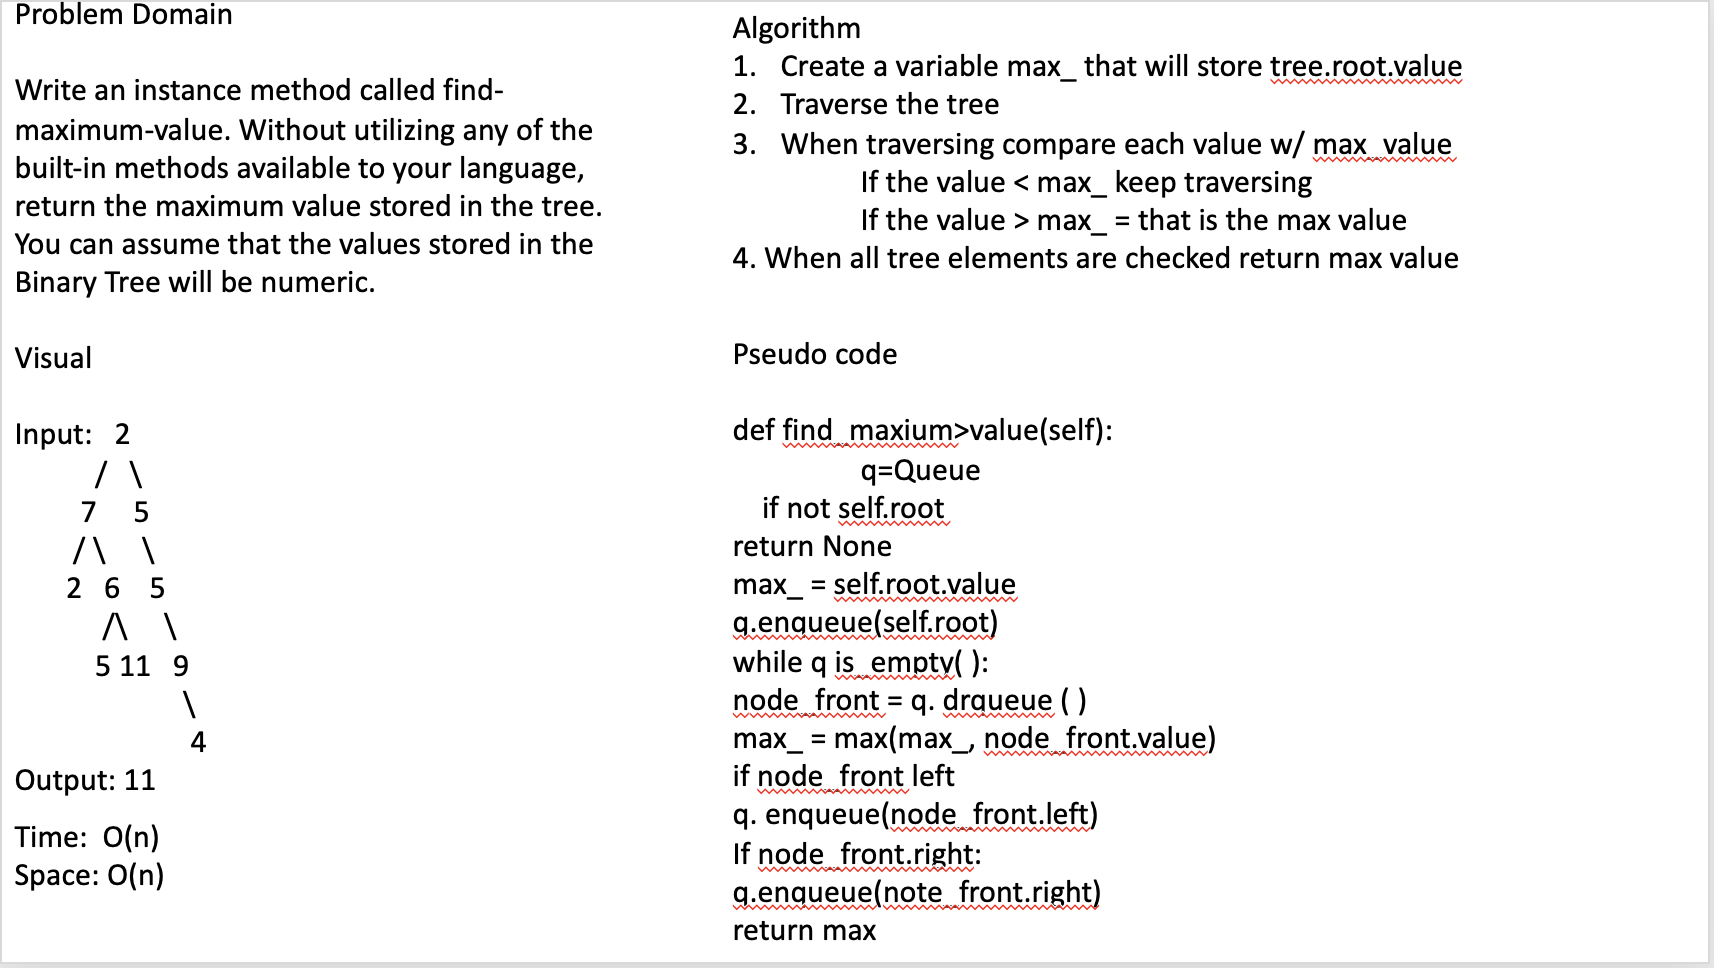 Problem Domain
Write an instance method called find-
maximum-value. Without utilizing any of the
built-in methods available to your language,
return the maximum value stored in the tree.
You can assume that the values stored in the
Binary Tree will be numeric.
Visual
Input: 2
/ \
7 5
/\ \
2 6 5
/\ \
5 11 9
\
4
Output: 11
Time: O(n)
Space: O(n)
Algorithm
1. Create a variable max_ that will store tree.root.value
2. Traverse the tree
3. When traversing compare each value w/ max_value
If the value < max_ keep traversing
If the value > max_ = that is the max value
4. When all tree elements are checked return max value
Pseudo code
def find_maxium>value(self):
q=Queue
if not self.root
return None
max_ = self.root.value
q.enqueue(self.root)
while q is_empty( ):
node_front = q. drqueue ( )
max_ = max(max_, node_front.value)
if node_front left
q. enqueue(node_front.left)
If node_front.right:
q.enqueue(note_front.right)
return max